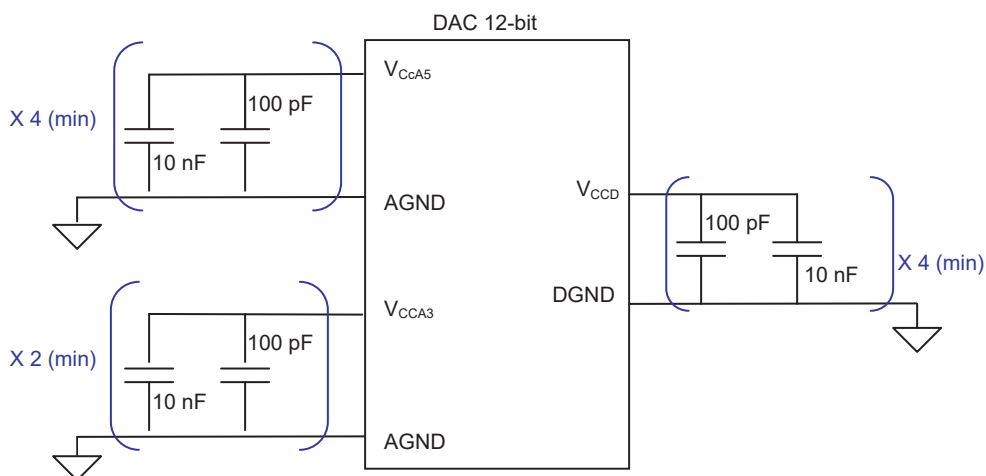 DAC 12-bit
VCcA5
100 pF
X 4 (min)
10 nF
AGND
VCCD
100 pF
10 nF
X 4 (min)
DGND
VCCA3
100 pF
X 2 (min)
10 nF
AGND